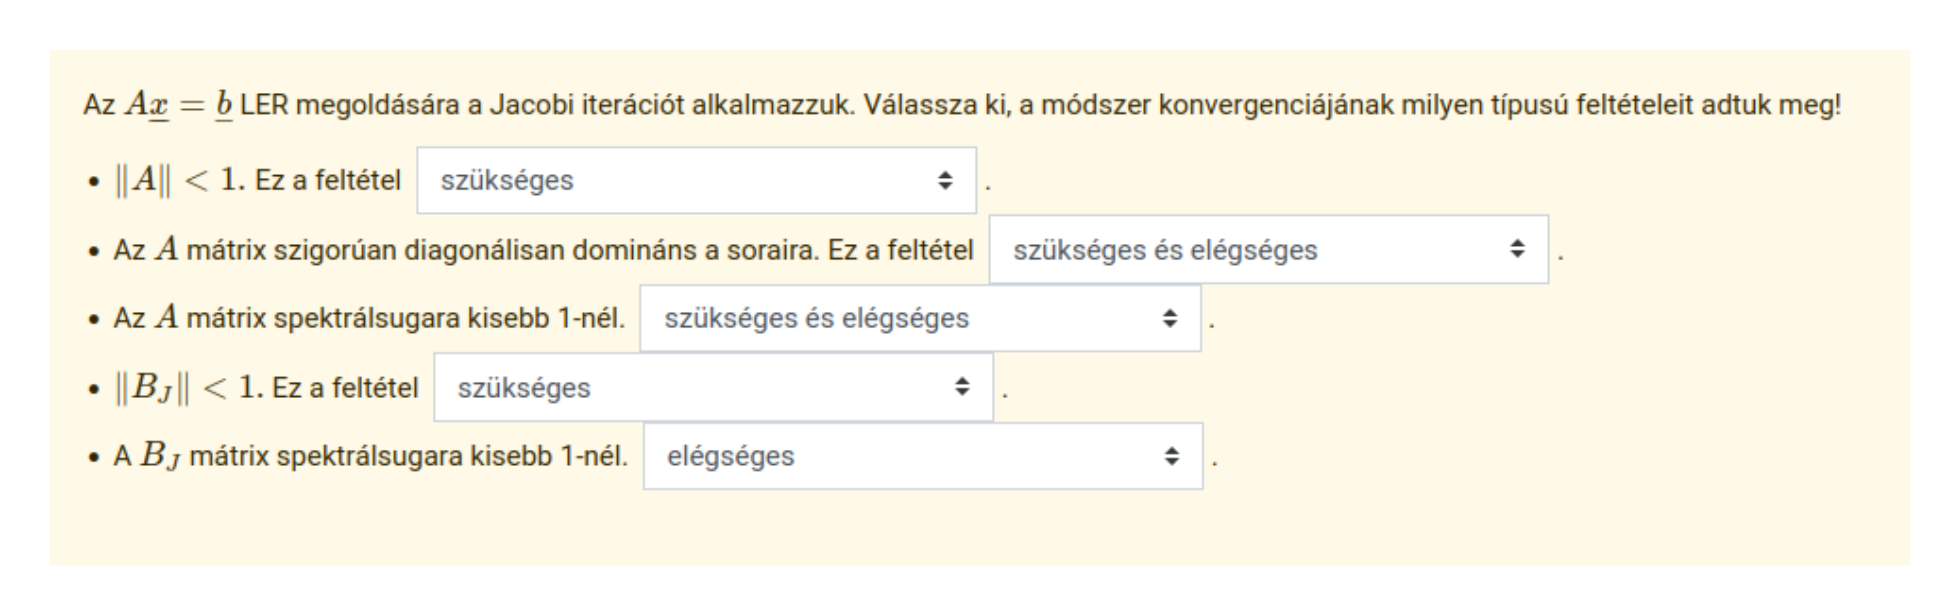 Az $A\underline{x} = \underline{b}$ LER megoldására a Jacobi iterációt alkalmazzuk. Válassza ki, a módszer konvergenciájának milyen típusú feltételeit adtuk meg!
• $\|A\| < 1$. Ez a feltétel szükséges .
• Az $A$ mátrix szigorúan diagonálisan domináns a soraira. Ez a feltétel szükséges és elégséges .
• Az $A$ mátrix spektrálsugara kisebb 1-nél. szükséges és elégséges .
• $\|B_J\| < 1$. Ez a feltétel szükséges .
• A $B_J$ mátrix spektrálsugara kisebb 1-nél. elégséges .